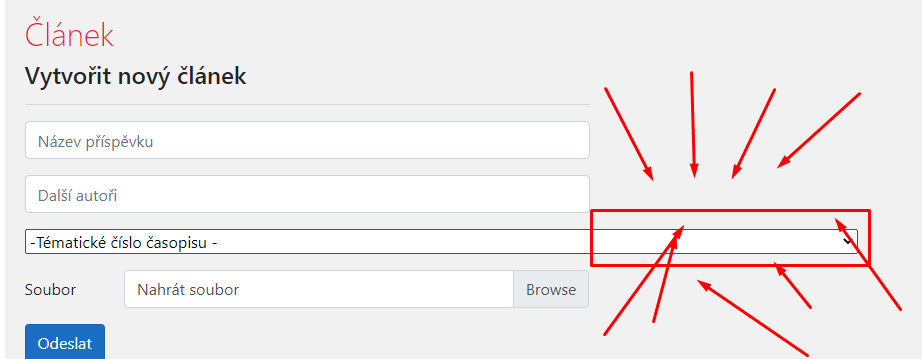 Článek
Vytvořit nový článek
Název příspěvku
Další autoři
-Tématické číslo časopisu -
Soubor Nahrát soubor Browse
Odeslat